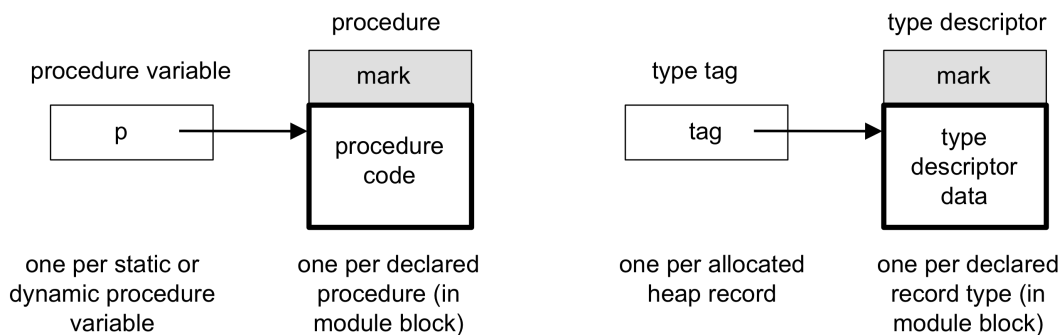 procedure
procedure variable
mark
p
procedure
code
one per static or
dynamic procedure
variable
one per declared
procedure (in
module block)
type descriptor
type tag
mark
tag
type
descriptor
data
one per allocated
heap record
one per declared
record type (in
module block)